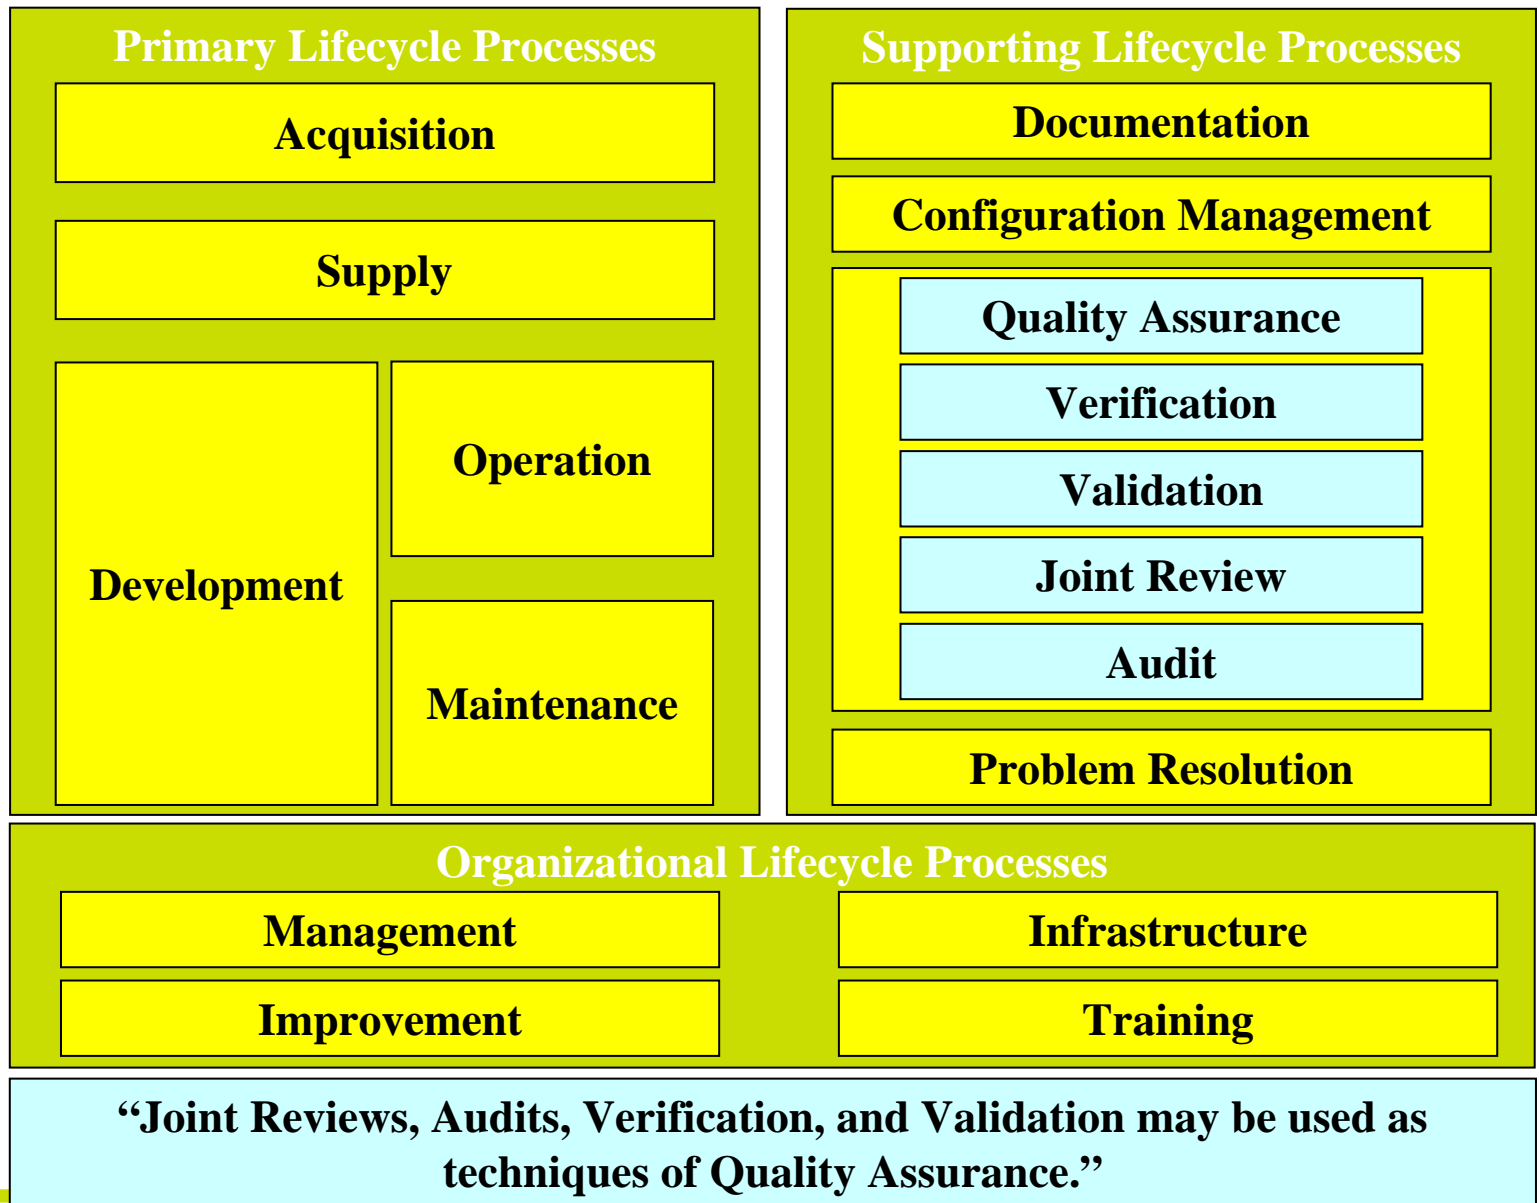 Primary Lifecycle Processes
Acquisition
Supply
Development
Operation
Maintenance
Supporting Lifecycle Processes
Documentation
Configuration Management
Quality Assurance
Verification
Validation
Joint Review
Audit
Problem Resolution
Organizational Lifecycle Processes
Management
Infrastructure
Improvement
Training
“Joint Reviews, Audits, Verification, and Validation may be used as
techniques of Quality Assurance.”